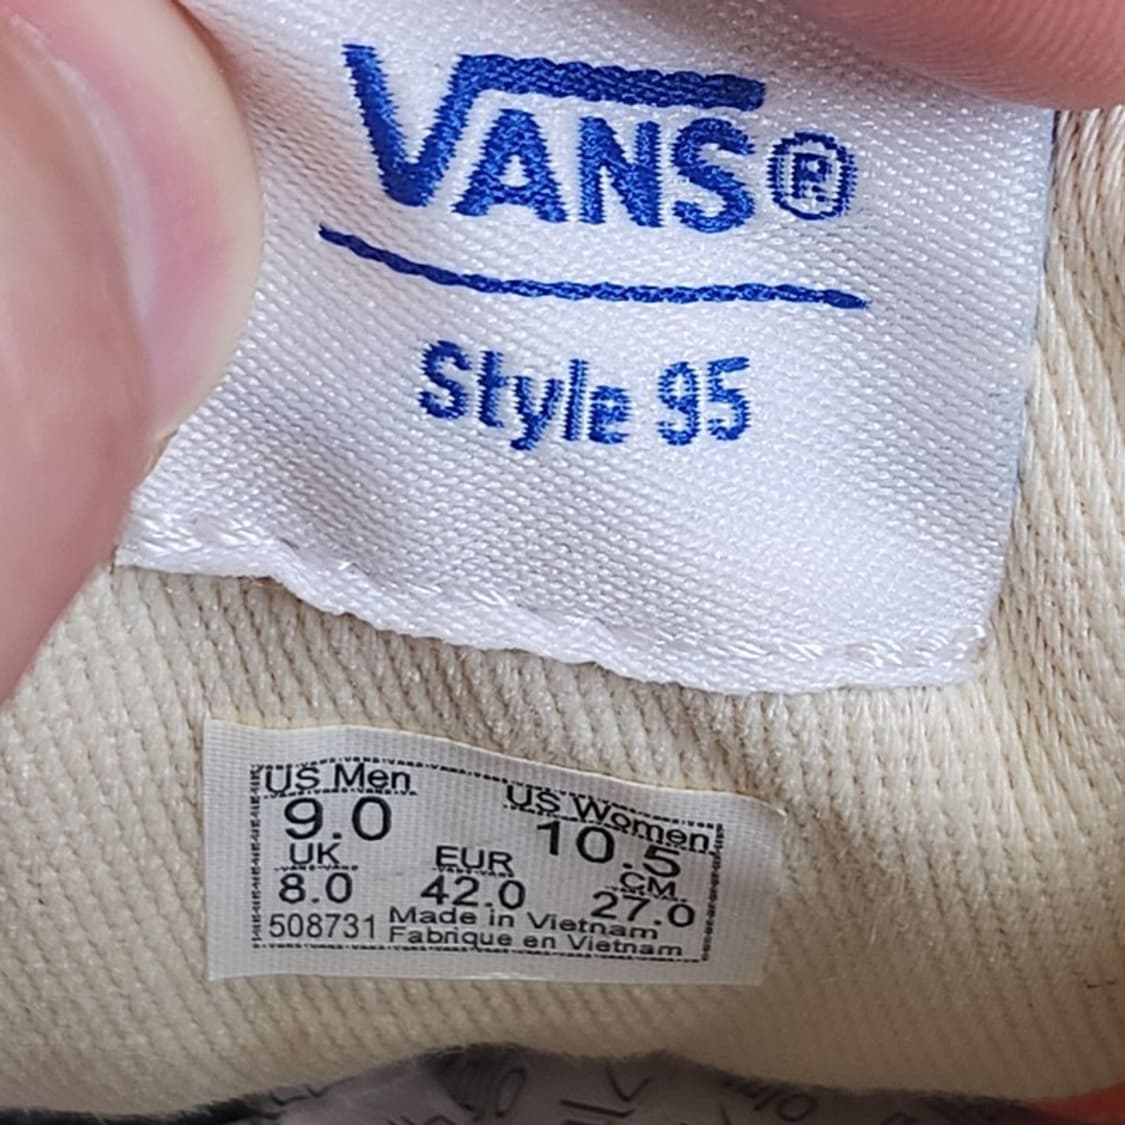 VANS®
Style 95
US Men US Women
9.0 10.5
UK EUR CM
8.0 42.0 27.0
508731 Made in Vietnam
Fabrique en Vietnam